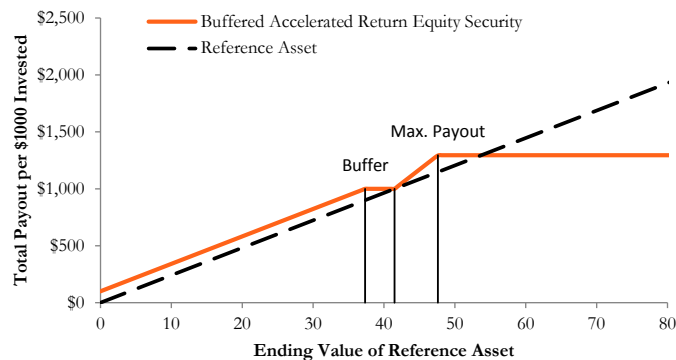 $2,500
Buffered Accelerated Return Equity Security
Reference Asset
$2,000
$1,500
Max. Payout
Buffer
$1,000
$500
$0
Total Payout per $1000 Invested
0 10 20 30 40 50 60 70 80
Ending Value of Reference Asset